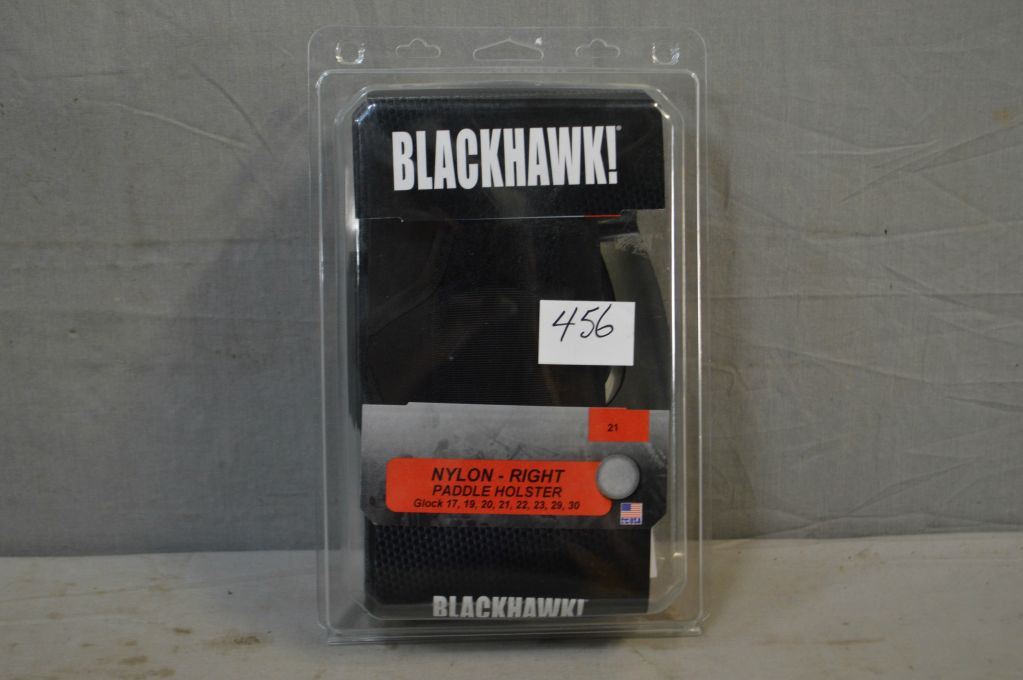 BLACKHAWK!®
456
21
NYLON - RIGHT
PADDLE HOLSTER
Glock 17, 19, 20, 21, 22, 23, 29, 30
BLACKHAWK!